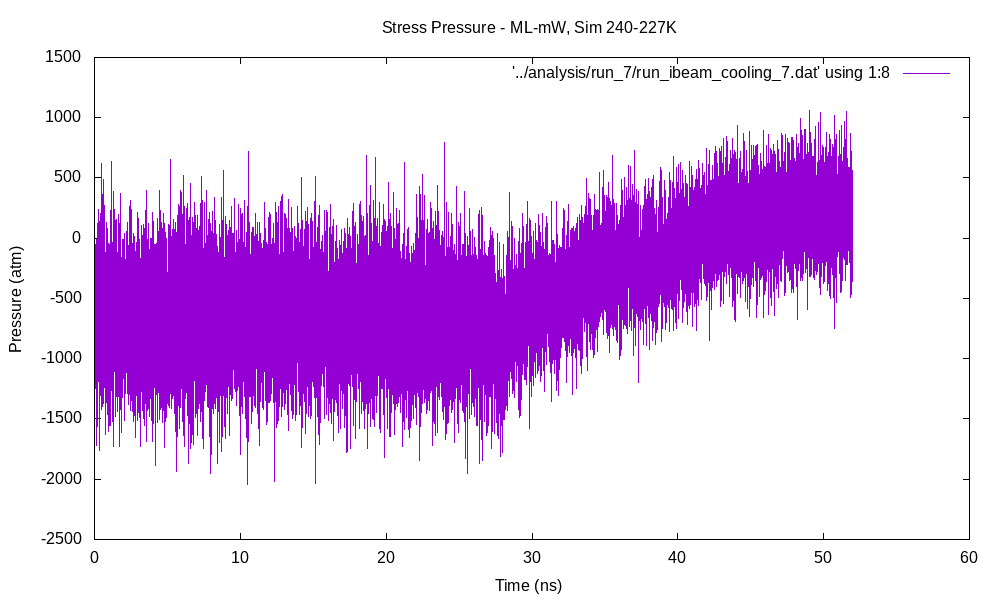 Stress Pressure - ML-mW, Sim 240-227K
'../analysis/run_7/run_ibeam_cooling_7.dat' using 1:8
1500
1000
500
0
-500
-1000
-1500
-2000
-2500
Pressure (atm)
0 10 20 30 40 50 60
Time (ns)